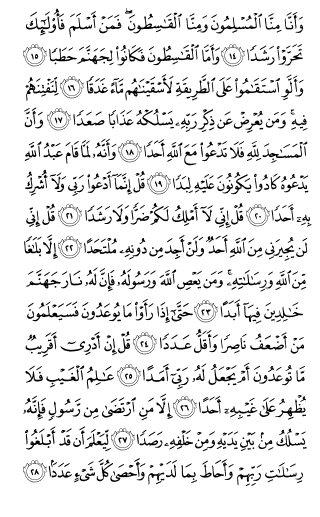 وَأَنَّا مِنَّا ٱلْمُسْلِمُونَ وَمِنَّا ٱلْقَـٰسِطُونَ ۖ فَمَنْ أَسْلَمَ فَأُو۟لَـٰٓئِكَ
تَحَرَّوْا۟ رَشَدًا ١٤ وَأَمَّا ٱلْقَـٰسِطُونَ فَكَانُوا۟ لِجَهَنَّمَ حَطَبًا ١٥
وَأَلَّوِ ٱسْتَقَـٰمُوا۟ عَلَى ٱلطَّرِيقَةِ لَأَسْقَيْنَـٰهُم مَّآءً غَدَقًا ١٦ لِّنَفْتِنَهُمْ
فِيهِ ۚ وَمَن يُعْرِضْ عَن ذِكْرِ رَبِّهِۦ يَسْلُكْهُ عَذَابًا صَعَدًا ١٧ وَأَنَّ
ٱلْمَسَـٰجِدَ لِلَّهِ فَلَا تَدْعُوا۟ مَعَ ٱللَّهِ أَحَدًا ١٨ وَأَنَّهُۥ لَمَّا قَامَ عَبْدُ ٱللَّهِ
يَدْعُوهُ كَادُوا۟ يَكُونُونَ عَلَيْهِ لِبَدًا ١٩ قُلْ إِنَّمَآ أَدْعُوا۟ رَبِّى وَلَآ أُشْرِكُ
بِهِۦٓ أَحَدًا ٢٠ قُلْ إِنِّى لَآ أَمْلِكُ لَكُمْ ضَرًّا وَلَا رَشَدًا ٢١ قُلْ إِنِّى
لَن يُجِيرَنِى مِنَ ٱللَّهِ أَحَدٌ وَلَنْ أَجِدَ مِن دُونِهِۦ مُلْتَحَدًا ٢٢ إِلَّا بَلَـٰغًا
مِّنَ ٱللَّهِ وَرِسَـٰلَـٰتِهِۦ ۚ وَمَن يَعْصِ ٱللَّهَ وَرَسُولَهُۥ فَإِنَّ لَهُۥ نَارَ جَهَنَّمَ
خَـٰلِدِينَ فِيهَآ أَبَدًا ٢٣ حَتَّىٰٓ إِذَا رَأَوْا۟ مَا يُوعَدُونَ فَسَيَعْلَمُونَ
مَنْ أَضْعَفُ نَاصِرًا وَأَقَلُّ عَدَدًا ٢٤ قُلْ إِنْ أَدْرِىٓ أَقَرِيبٌ
مَّا تُوعَدُونَ أَمْ يَجْعَلُ لَهُۥ رَبِّىٓ أَمَدًا ٢٥ عَـٰلِمُ ٱلْغَيْبِ فَلَا
يُظْهِرُ عَلَىٰ غَيْبِهِۦٓ أَحَدًا ٢٦ إِلَّا مَنِ ٱرْتَضَىٰ مِن رَّسُولٍ فَإِنَّهُۥ
يَسْلُكُ مِنۢ بَيْنِ يَدَيْهِ وَمِنْ خَلْفِهِۦ رَصَدًا ٢٧ لِّيَعْلَمَ أَن قَدْ أَبْلَغُوا۟
رِسَـٰلَـٰتِ رَبِّهِمْ وَأَحَاطَ بِمَا لَدَيْهِمْ وَأَحْصَىٰ كُلَّ شَىْءٍ عَدَدًۢا ٢٨